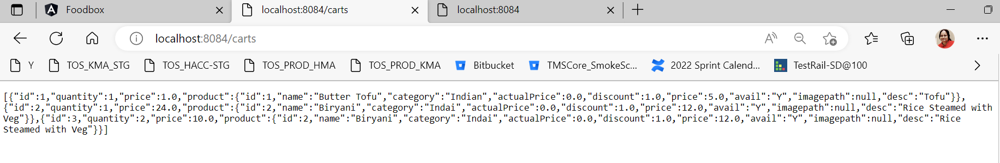 Foodbox
localhost:8084/carts
localhost:8084
localhost:8084/carts
Y
TOS_KMA_STG
TOS_HACC-STG
TOS_PROD_HMA
TOS_PROD_KMA
Bitbucket
TMSCore_SmokeSc...
2022 Sprint Calend...
TestRail-SD@100
[{"id":1,"quantity":1,"price":1.0,"product":{"id":1,"name":"Butter Tofu","category":"Indian","actualPrice":0.0,"discount":1.0,"price":5.0,"avail":"Y","imagepath":null,"desc":"Tofu"}},
{"id":2,"quantity":1,"price":24.0,"product":{"id":2,"name":"Biryani","category":"Indai","actualPrice":0.0,"discount":1.0,"price":12.0,"avail":"Y","imagepath":null,"desc":"Rice Steamed with
Veg"}},{"id":3,"quantity":2,"price":10.0,"product":{"id":2,"name":"Biryani","category":"Indai","actualPrice":0.0,"discount":1.0,"price":12.0,"avail":"Y","imagepath":null,"desc":"Rice
Steamed with Veg"}}]